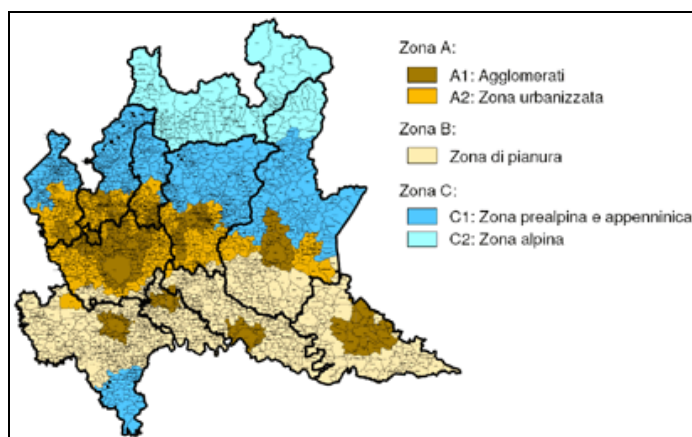 Zona A:
A1: Agglomerati
A2: Zona urbanizzata
Zona B:
Zona di pianura
Zona C:
C1: Zona prealpina e appenninica
C2: Zona alpina